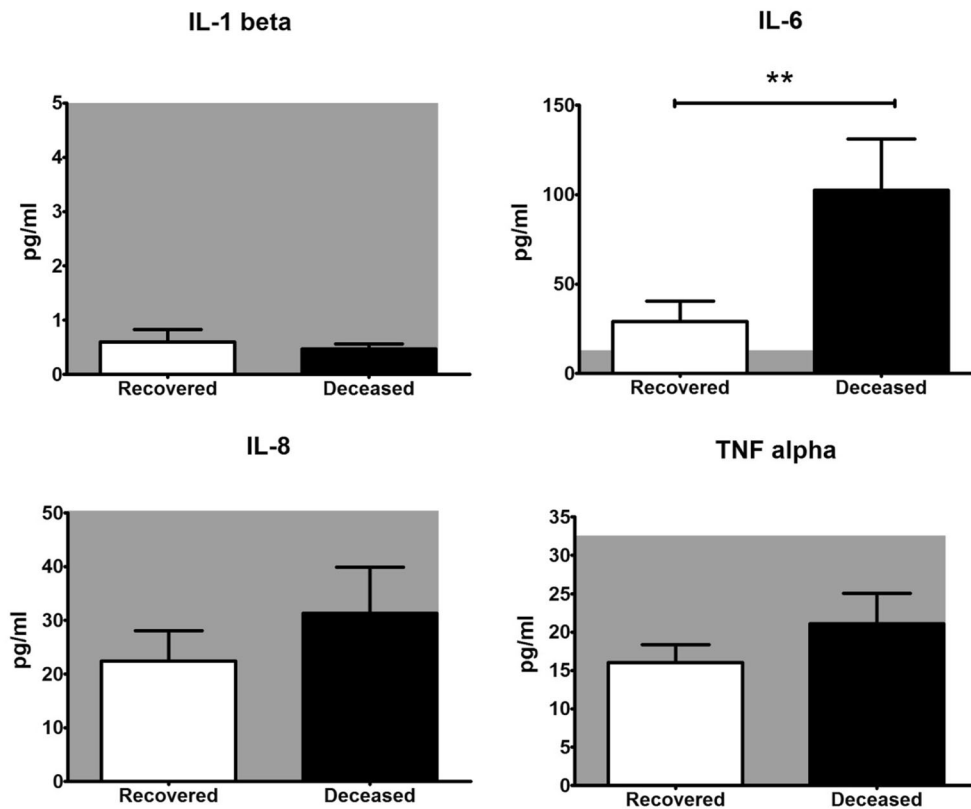 IL-1 beta
pg/ml
5
4
3
2
1
0
Recovered Deceased
IL-6
**
pg/ml
150
100
50
0
Recovered Deceased
IL-8
pg/ml
50
40
30
20
10
0
Recovered Deceased
TNF alpha
pg/ml
35
30
25
20
15
10
5
0
Recovered Deceased